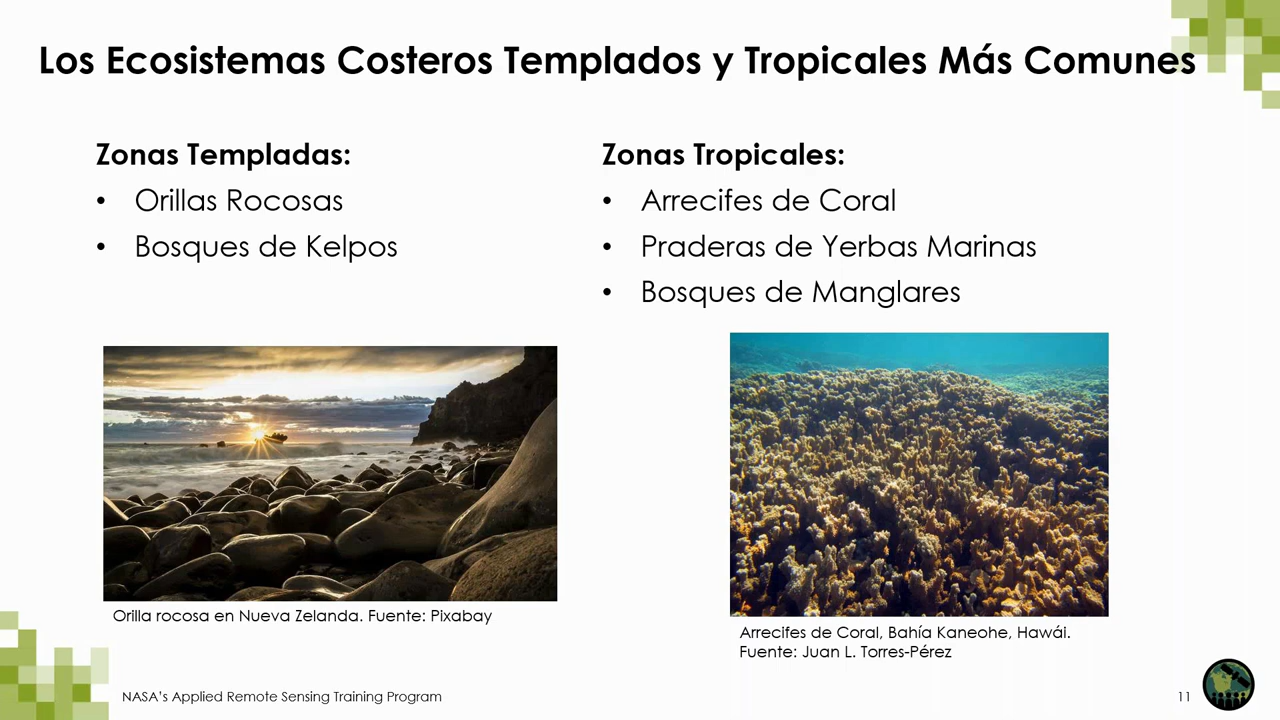 Los Ecosistemas Costeros Templados y Tropicales Más Comunes
Zonas Templadas:
• Orillas Rocosas
• Bosques de Kelpos
Zonas Tropicales:
• Arrecifes de Coral
• Praderas de Yerbas Marinas
• Bosques de Manglares
Orilla rocosa en Nueva Zelanda. Fuente: Pixabay
Arrecifes de Coral, Bahía Kaneohe, Hawái.
Fuente: Juan L. Torres-Pérez
NASA's Applied Remote Sensing Training Program
11